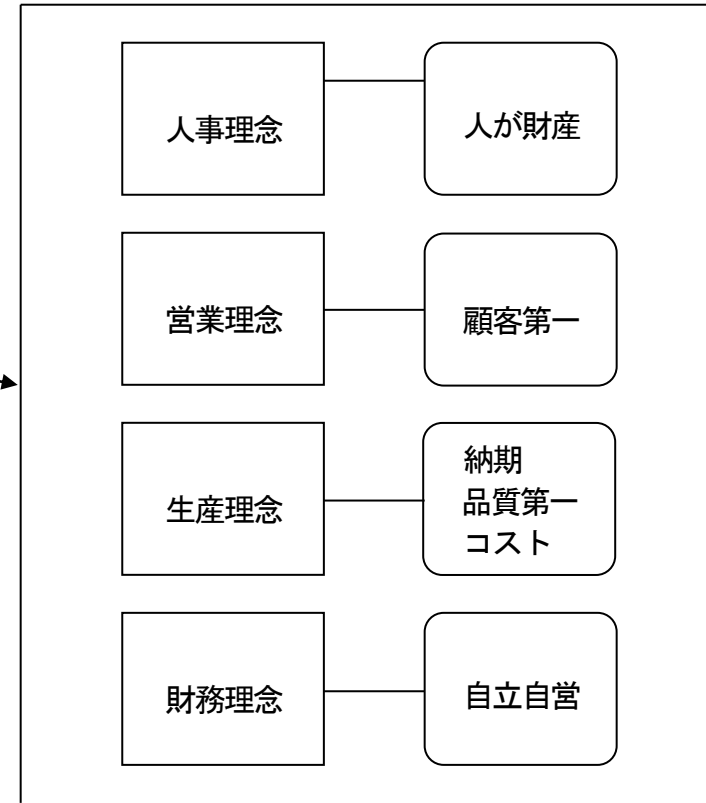 人事理念
人が財産
営業理念
顧客第一
生産理念
納期
品質第一
コスト
財務理念
自立自営